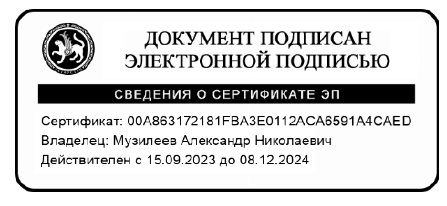 ДОКУМЕНТ ПОДПИСАН
ЭЛЕКТРОННОЙ ПОДПИСЬЮ
СВЕДЕНИЯ О СЕРТИФИКАТЕ ЭП
Сертификат: 00A863172181FBA3E0112ACA6591A4CAED
Владелец: Музилеев Александр Николаевич
Действителен с 15.09.2023 до 08.12.2024